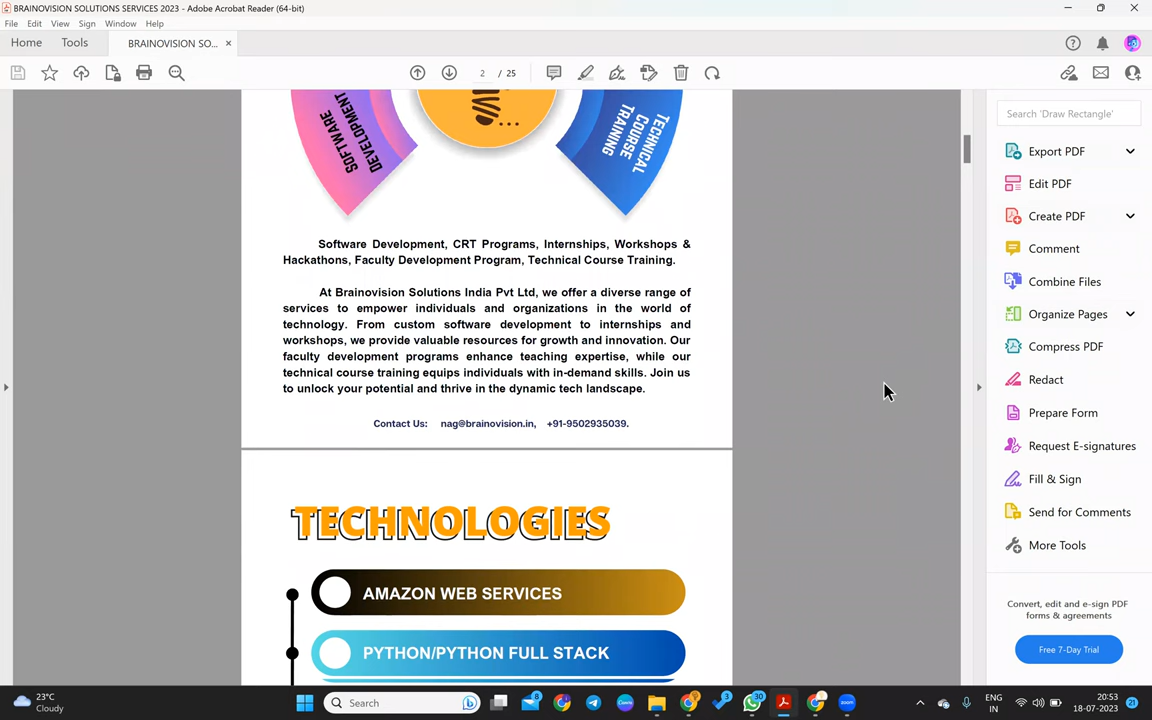 BRAINOVISION SOLUTIONS SERVICES 2023 - Adobe Acrobat Reader (64-bit)
File Edit View Sign Window Help
Home Tools BRAINOVISION SO... ×
2 / 25
Search 'Draw Rectangle'
Export PDF
Edit PDF
Create PDF
Comment
Combine Files
Organize Pages
Compress PDF
Redact
Prepare Form
Request E-signatures
Fill & Sign
Send for Comments
More Tools
Convert, edit and e-sign PDF
forms & agreements
Free 7-Day Trial
SOFTWARE
DEVELOPMENT
TECHNICAL
COURSE
TRAINING
Software Development, CRT Programs, Internships, Workshops &
Hackathons, Faculty Development Program, Technical Course Training.
At Brainovision Solutions India Pvt Ltd, we offer a diverse range of
services to empower individuals and organizations in the world of
technology. From custom software development to internships and
workshops, we provide valuable resources for growth and innovation. Our
faculty development programs enhance teaching expertise, while our
technical course training equips individuals with in-demand skills. Join us
to unlock your potential and thrive in the dynamic tech landscape.
Contact Us: nag@brainovision.in, +91-9502935039.
TECHNOLOGIES
AMAZON WEB SERVICES
PYTHON/PYTHON FULL STACK
23°C
Cloudy
Search
8
3
30
zoom
ENG
IN
20:53
18-07-2023
21